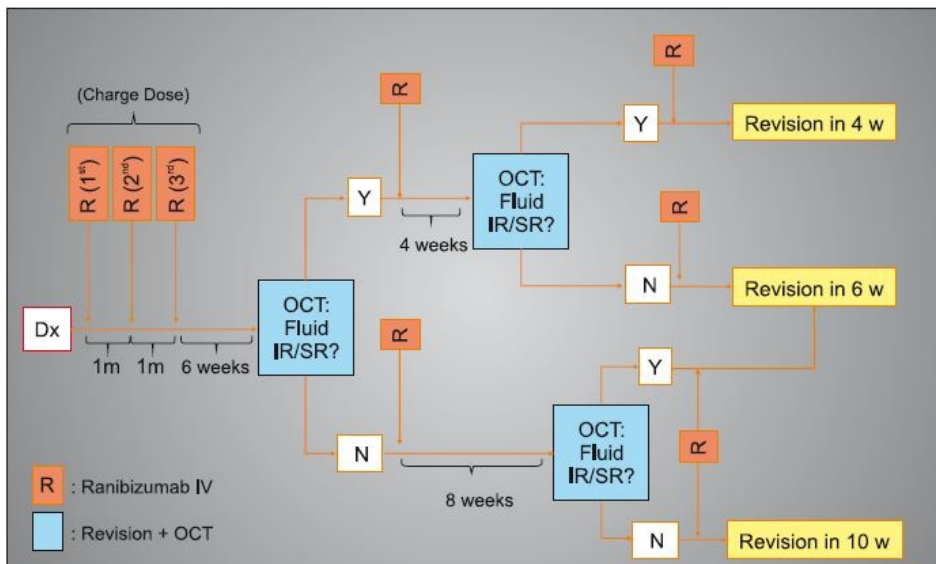 (Charge Dose)
R (1st)
R (2nd)
R (3rd)
Dx
1m
1m
6 weeks
OCT:
Fluid
IR/SR?
Y
R
4 weeks
OCT:
Fluid
IR/SR?
Y
R
Revision in 4 w
N
R
Revision in 6 w
N
R
8 weeks
OCT:
Fluid
IR/SR?
Y
R
N
Revision in 10 w
R : Ranibizumab IV
: Revision + OCT